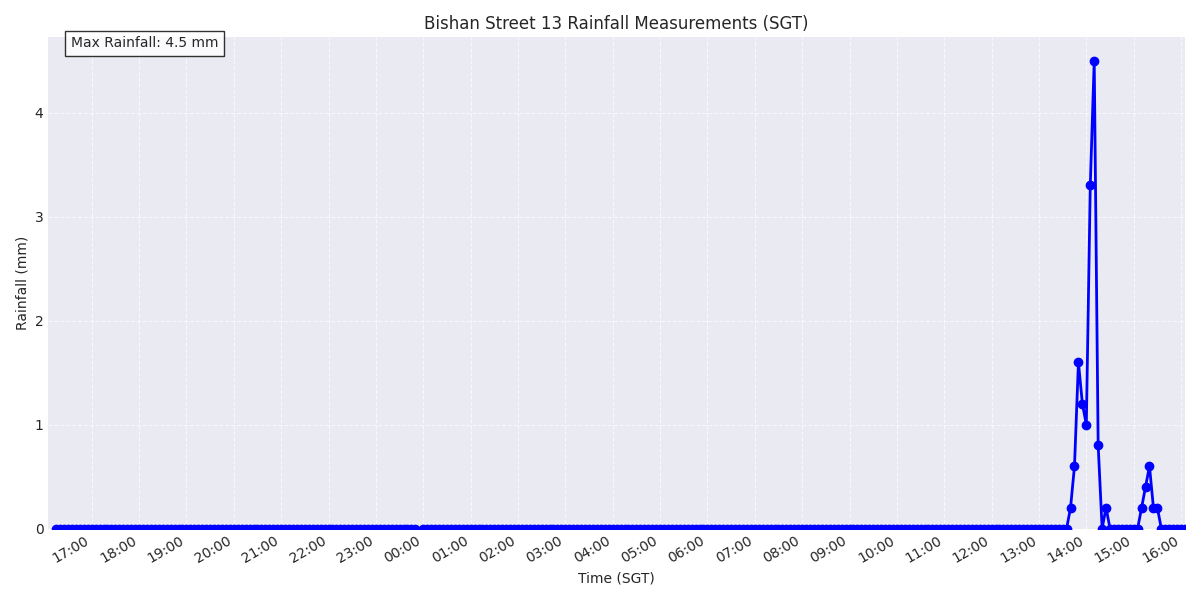 Bishan Street 13 Rainfall Measurements (SGT)
Max Rainfall: 4.5 mm
Rainfall (mm)
4
3
2
1
0
17:00 18:00 19:00 20:00 21:00 22:00 23:00 00:00 01:00 02:00 03:00 04:00 05:00 06:00 07:00 08:00 09:00 10:00 11:00 12:00 13:00 14:00 15:00 16:00
Time (SGT)